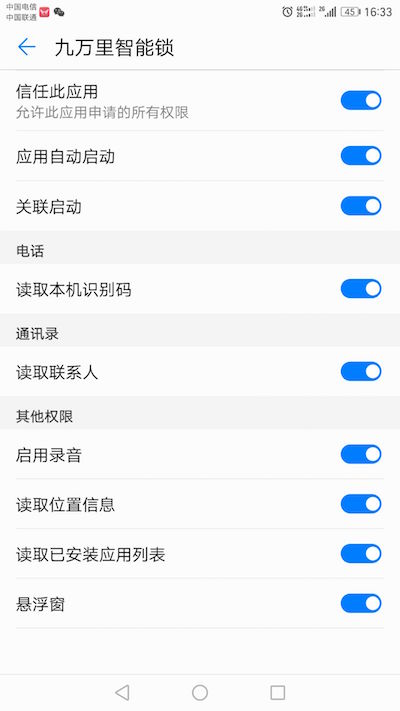 中国电信
中国联通
4G
2G
2G
45
16:33
九万里智能锁
信任此应用
允许此应用申请的所有权限
应用自动启动
关联启动
电话
读取本机识别码
通讯录
读取联系人
其他权限
启用录音
读取位置信息
读取已安装应用列表
悬浮窗